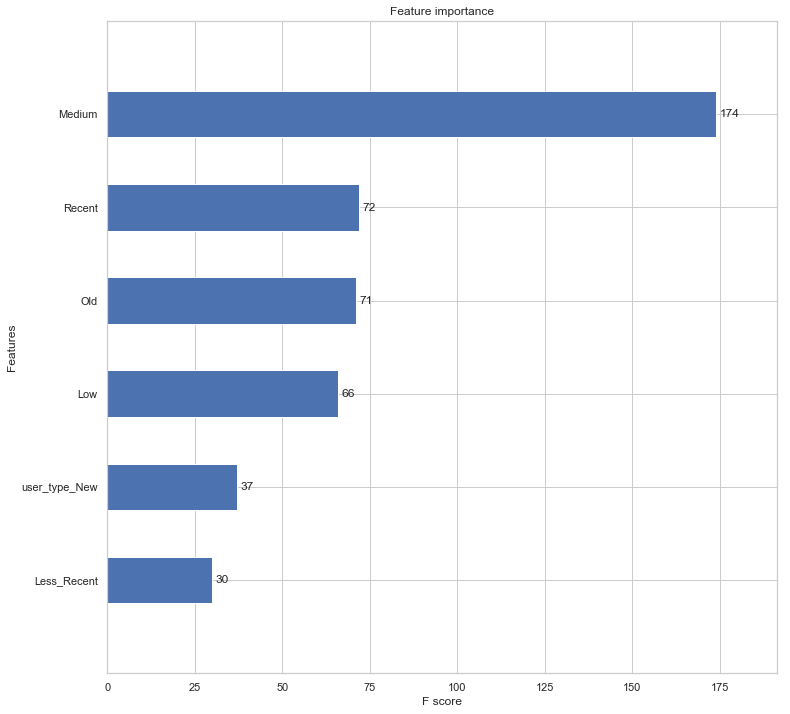 Feature importance
Medium 174
Recent 72
Old 71
Features
Low 66
user_type_New 37
Less_Recent 30
0 25 50 75 100 125 150 175
F score